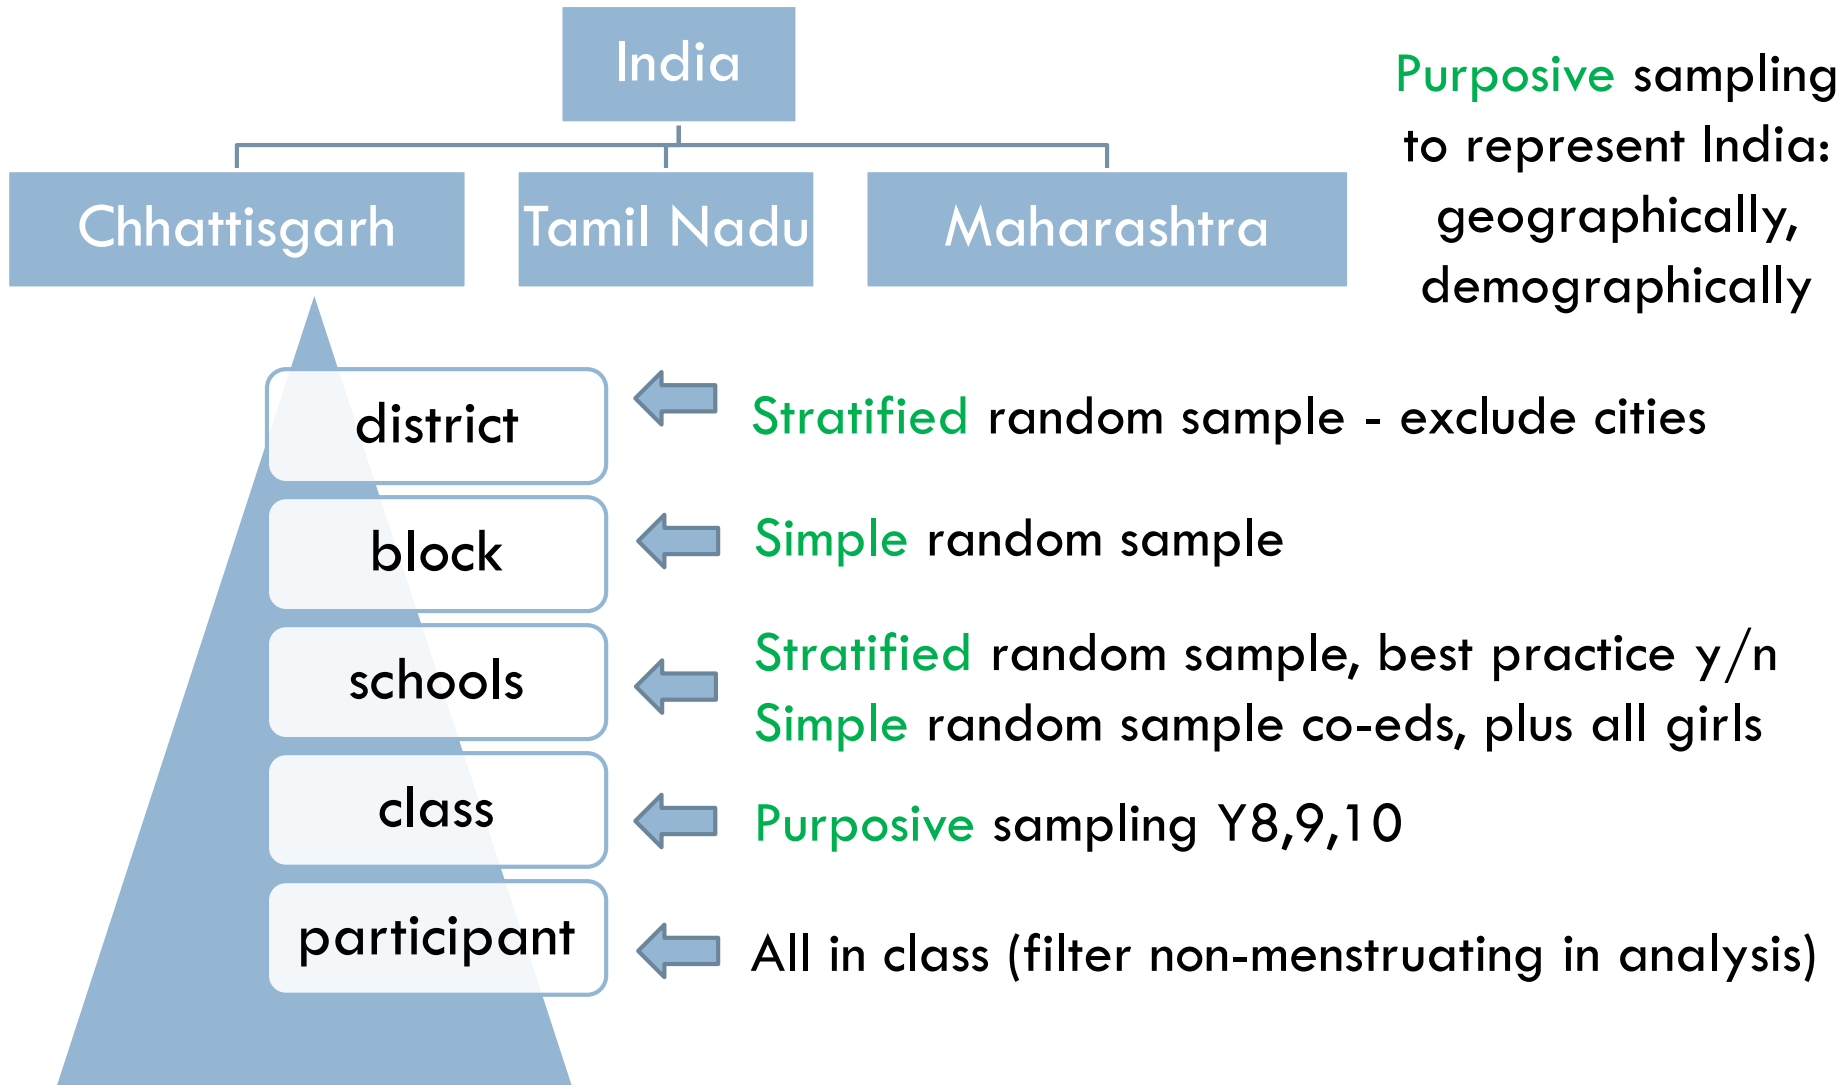 India
Purposive sampling
to represent India:
geographically,
demographically
Chhattisgarh
Tamil Nadu
Maharashtra
district
Stratified random sample - exclude cities
block
Simple random sample
schools
Stratified random sample, best practice y/n
Simple random sample co-eds, plus all girls
class
Purposive sampling Y8,9,10
participant
All in class (filter non-menstruating in analysis)